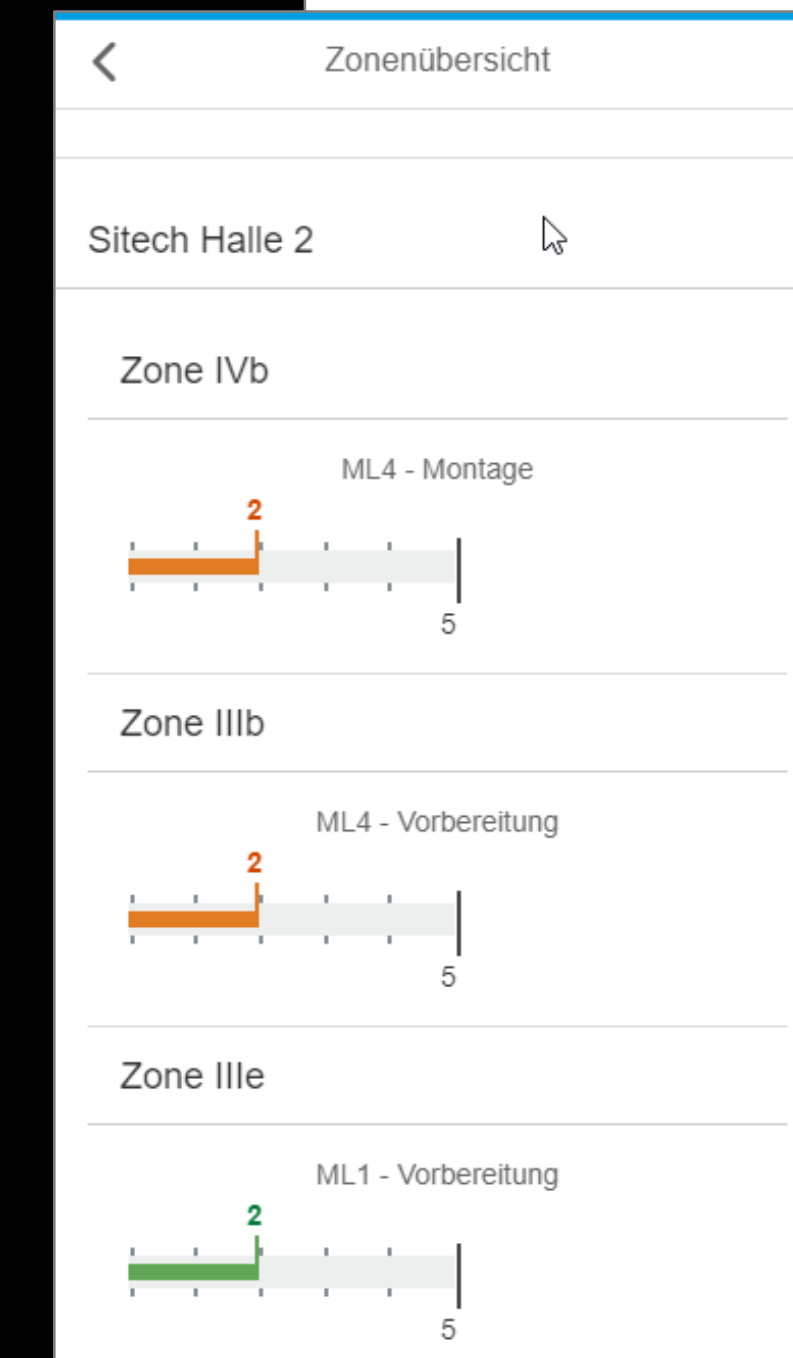 Zonenübersicht
Sitech Halle 2
Zone IVb
ML4 - Montage
2
5
Zone IIIb
ML4 - Vorbereitung
2
5
Zone IIIe
ML1 - Vorbereitung
2
5